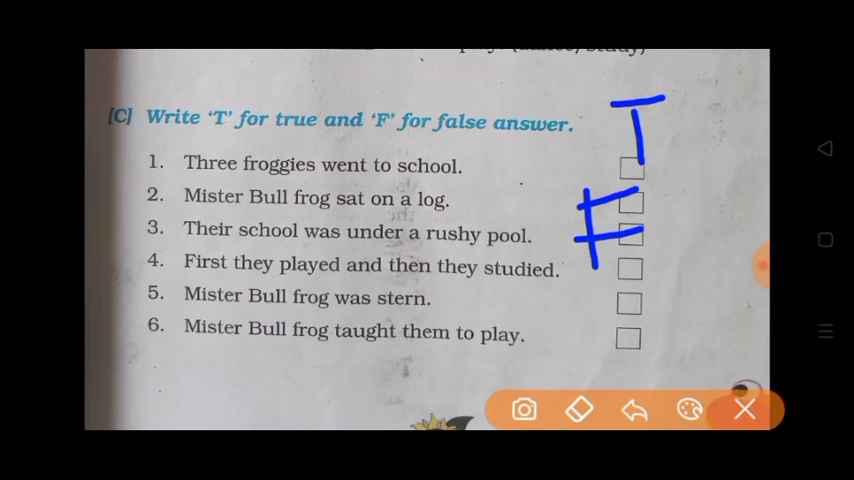 [C] Write 'T' for true and 'F' for false answer.
T
1. Three froggies went to school.
2. Mister Bull frog sat on a log.
F
3. Their school was under a rushy pool.
4. First they played and then they studied.
5. Mister Bull frog was stern.
6. Mister Bull frog taught them to play.